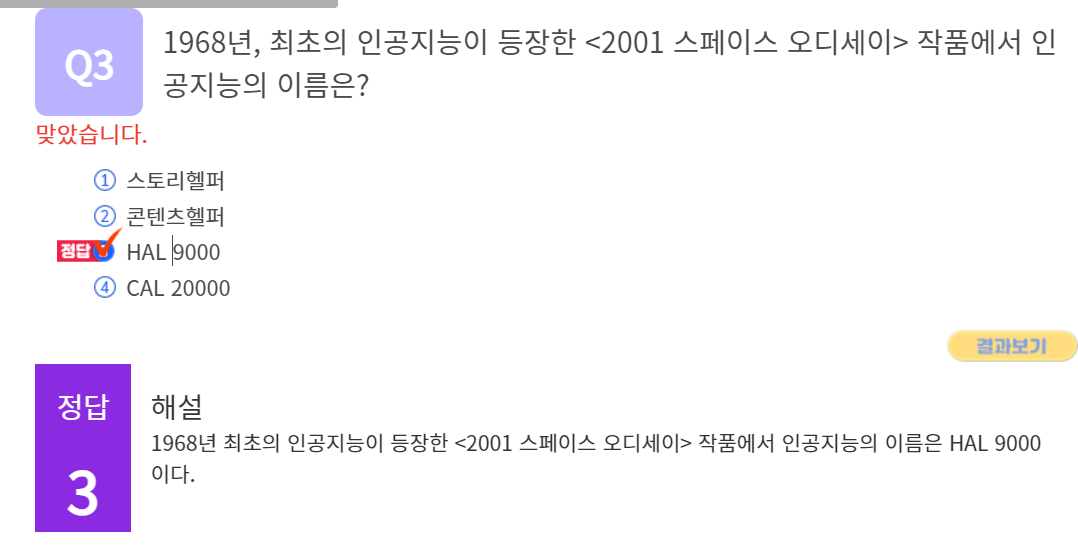 Q3
1968년, 최초의 인공지능이 등장한 <2001 스페이스 오디세이> 작품에서 인
공지능의 이름은?
맞았습니다.
① 스토리헬퍼
② 콘텐츠헬퍼
정답 HAL 9000
④ CAL 20000
결과보기
정답
3
해설
1968년 최초의 인공지능이 등장한 <2001 스페이스 오디세이> 작품에서 인공지능의 이름은 HAL 9000
이다.